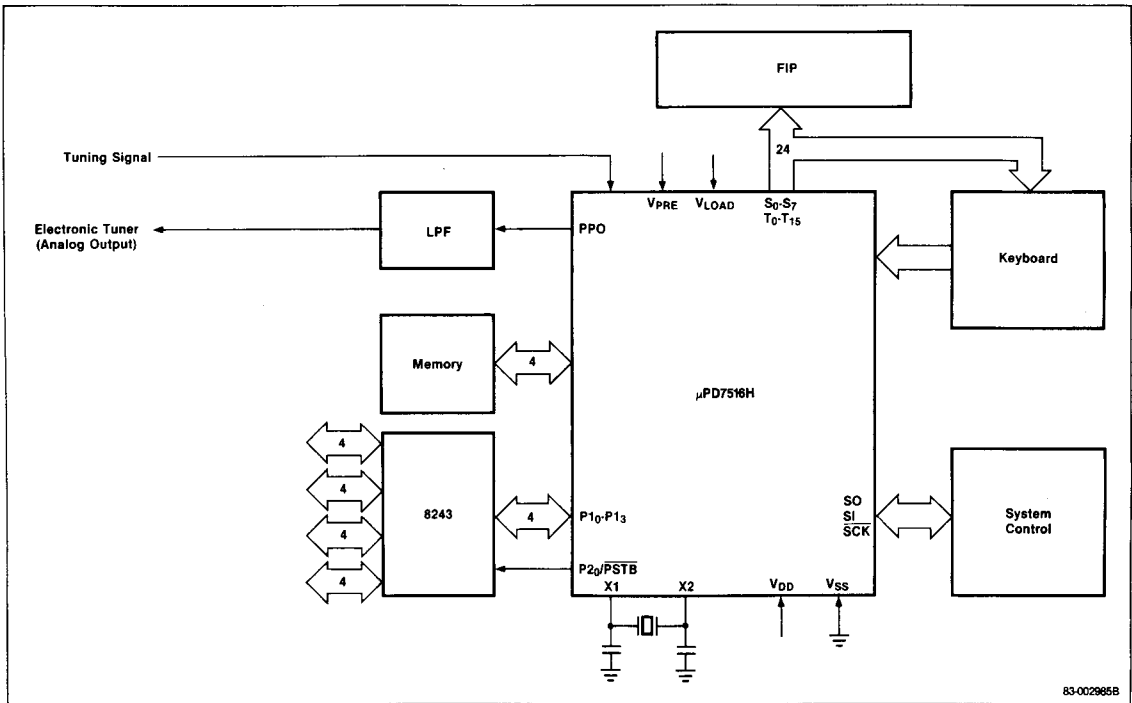 FIP
24
Tuning Signal
VPRE
VLOAD
S0-S7
T0-T15
Electronic Tuner
(Analog Output)
LPF
PPO
Keyboard
Memory
4
μPD7516H
4
4
4
4
8243
4
P10-P13
P20/PSTB
SO
SI
SCK
System
Control
X1
X2
VDD
VSS
83-002985B